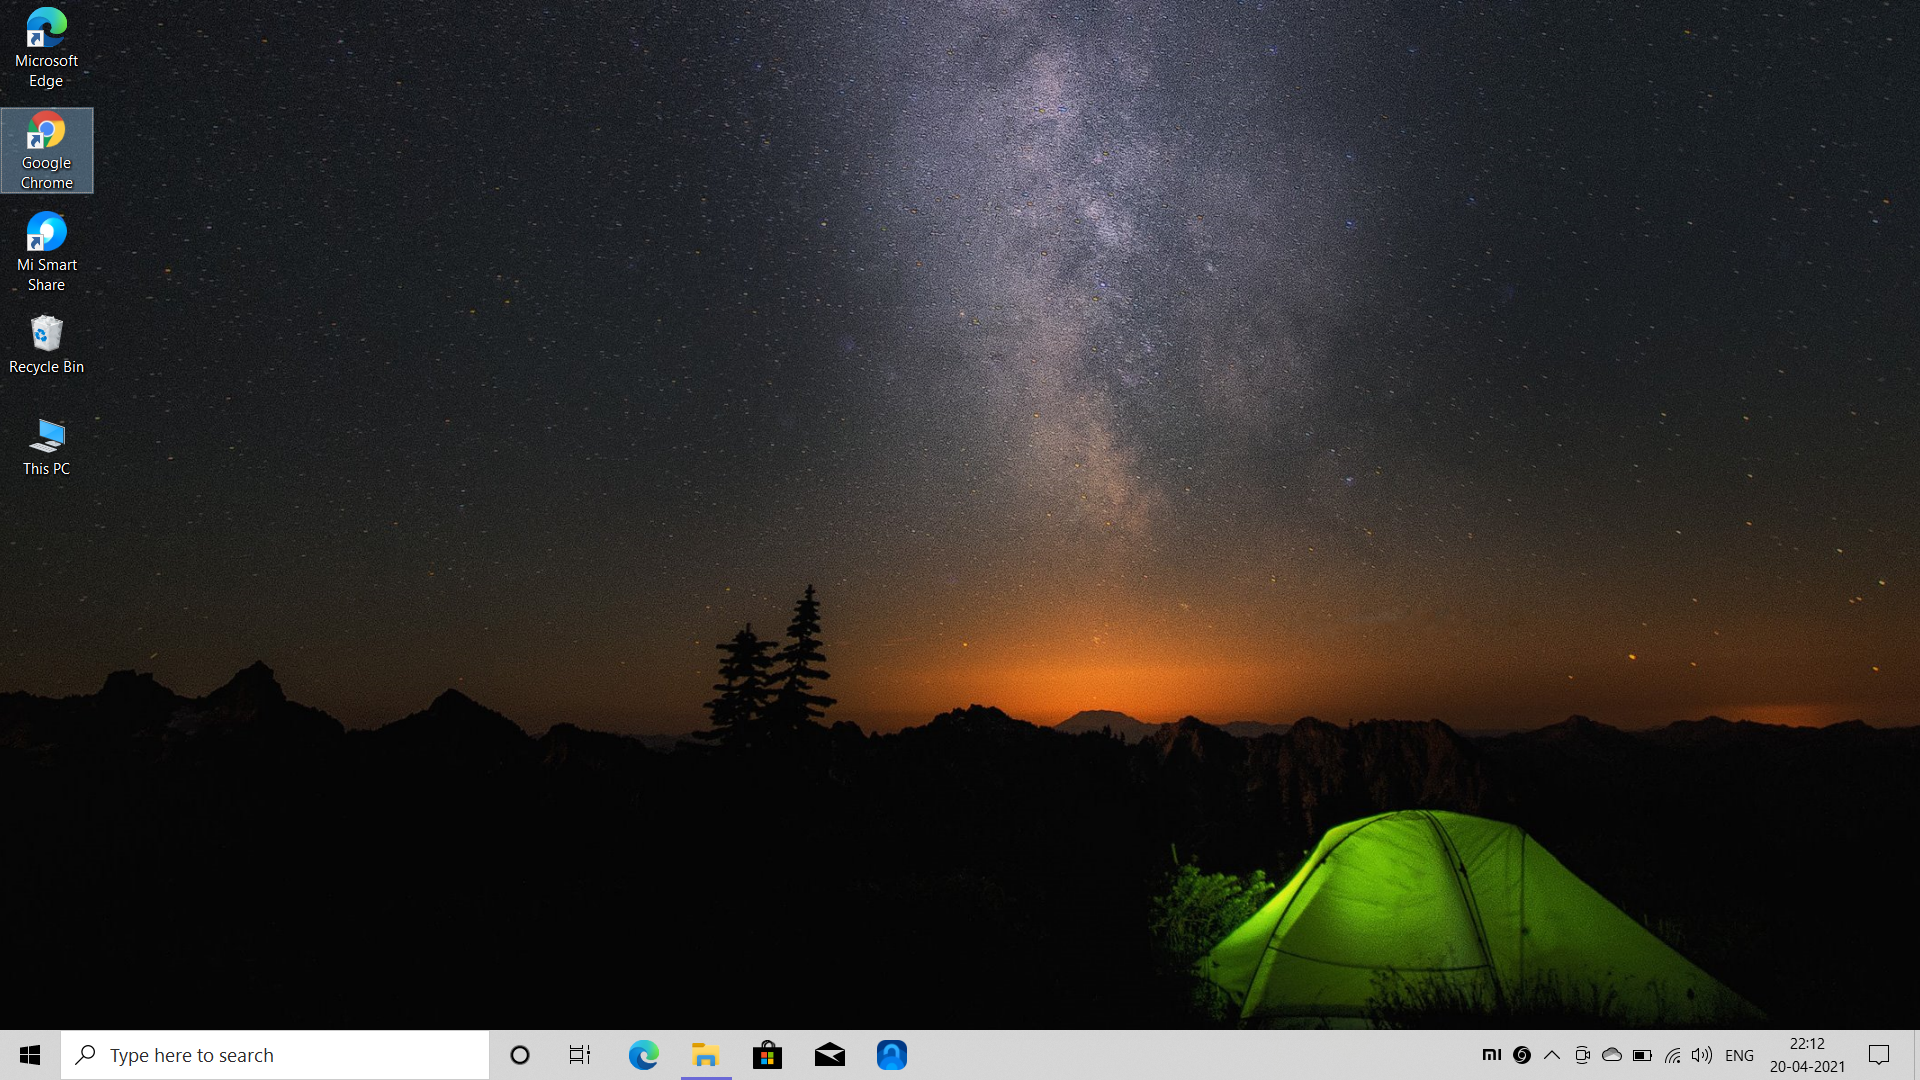 Microsoft
Edge
Google
Chrome
Mi Smart
Share
Recycle Bin
This PC
Type here to search
mi
ENG
22:12
20-04-2021